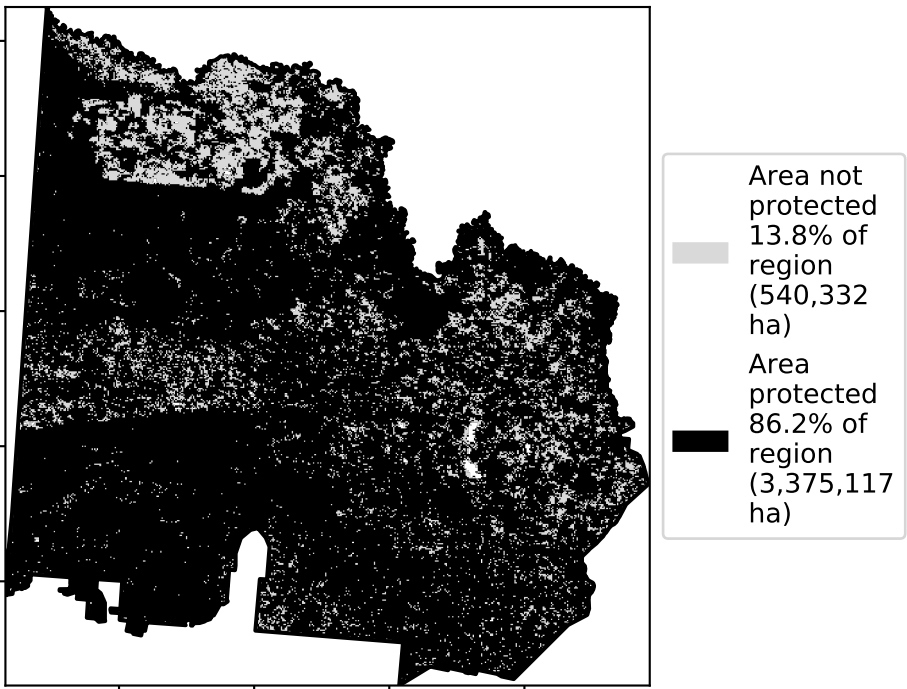 Area not
protected
13.8% of
region
(540,332
ha)
Area
protected
86.2% of
region
(3,375,117
ha)